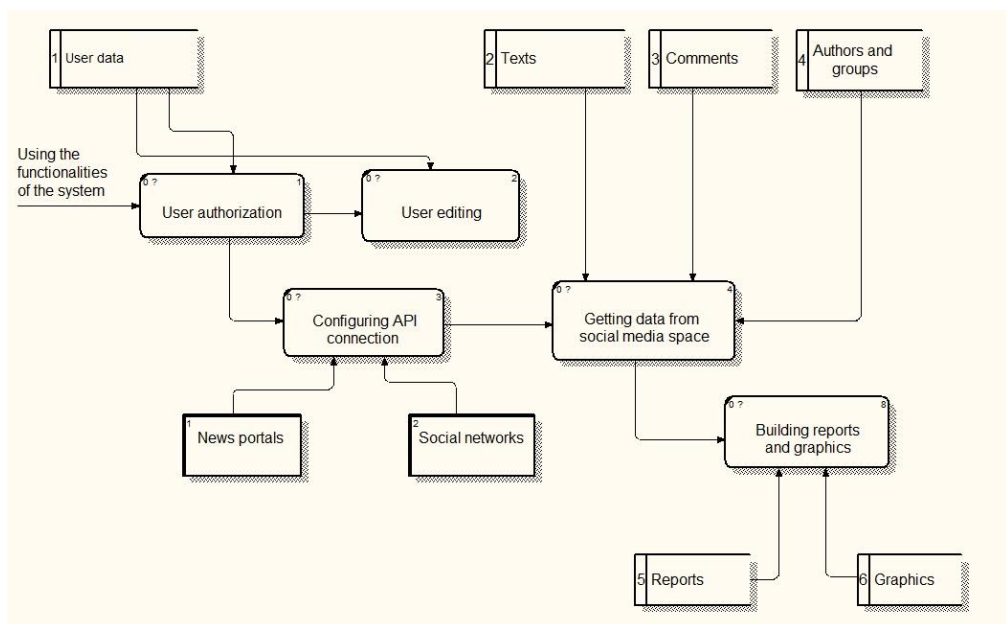 1 User data
2 Texts
3 Comments
4 Authors and
groups
Using the
functionalities
of the system
0 ? 1
User authorization
0 ? 2
User editing
0 ? 3
Configuring API
connection
0 ? 4
Getting data from
social media space
1
News portals
2
Social networks
0 ? 8
Building reports
and graphics
5 Reports
6 Graphics